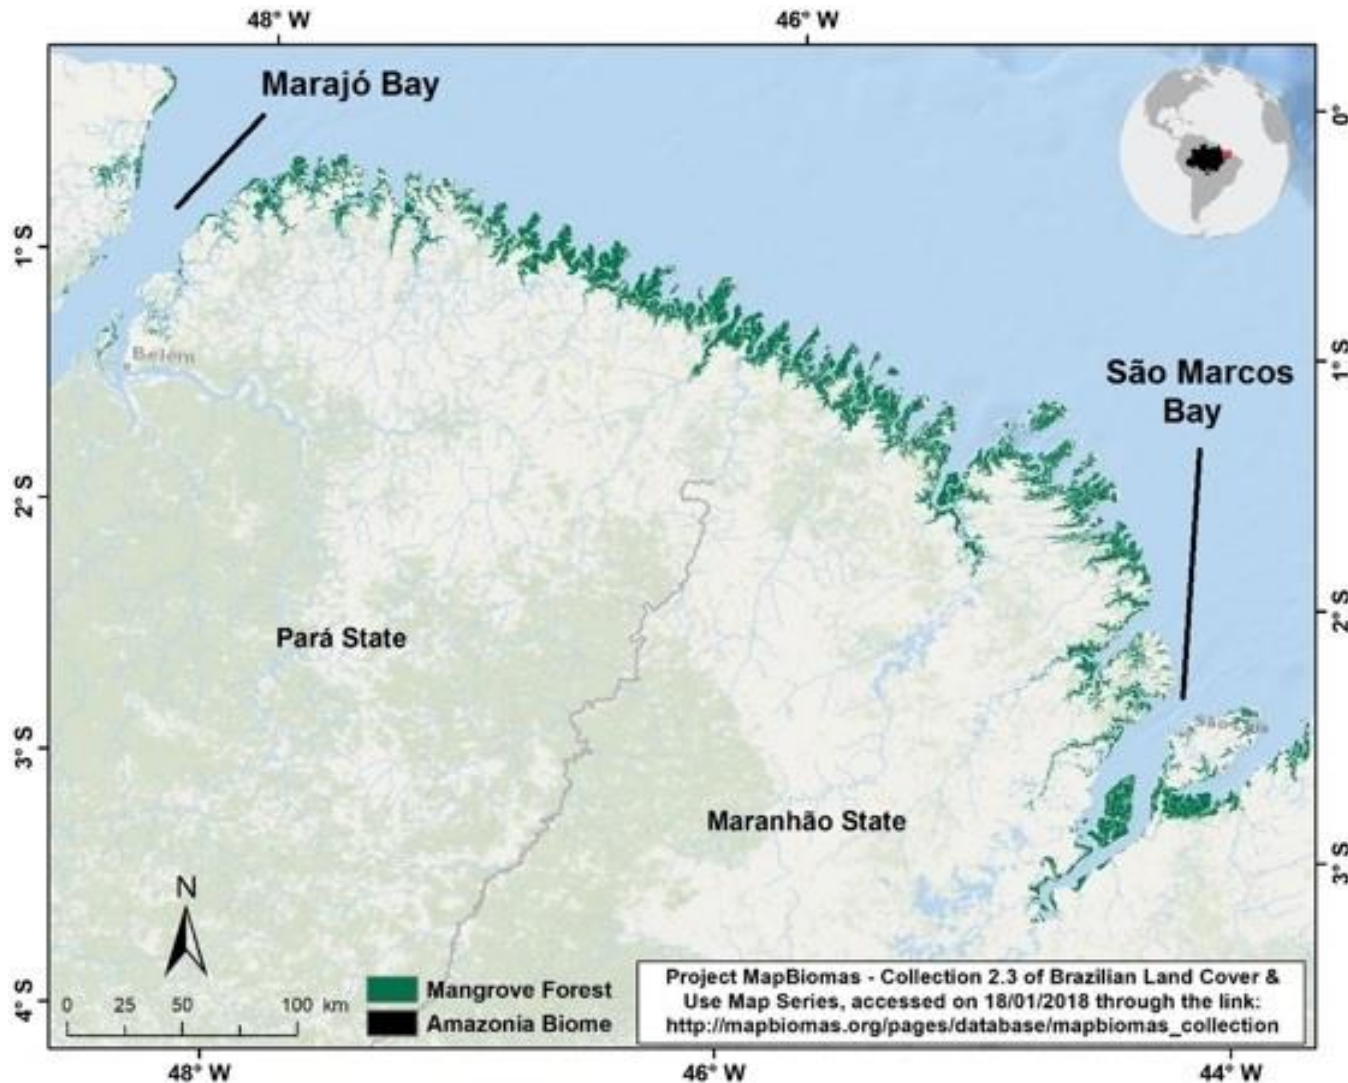 48° W
46° W
Marajó Bay
0°
1° S
1° S
São Marcos
Bay
Belém
2° S
2° S
Pará State
São Luís
3° S
Maranhão State
3° S
N
0 25 50 100 km
Mangrove Forest
Amazonia Biome
Project MapBiomas - Collection 2.3 of Brazilian Land Cover &
Use Map Series, accessed on 18/01/2018 through the link:
http://mapbiomas.org/pages/database/mapbiomas_collection
4° S
48° W
46° W
44° W